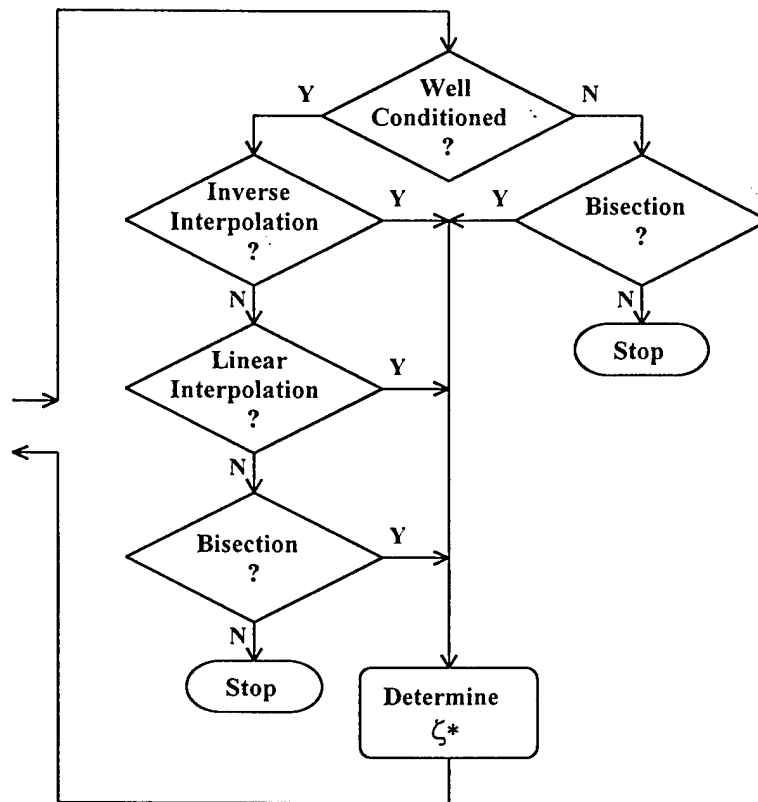 Well
Conditioned
?
Y
N
Inverse
Interpolation
?
Y
Y
Bisection
?
N
N
Linear
Interpolation
?
Y
Stop
N
Bisection
?
Y
N
Stop
Determine
ζ*